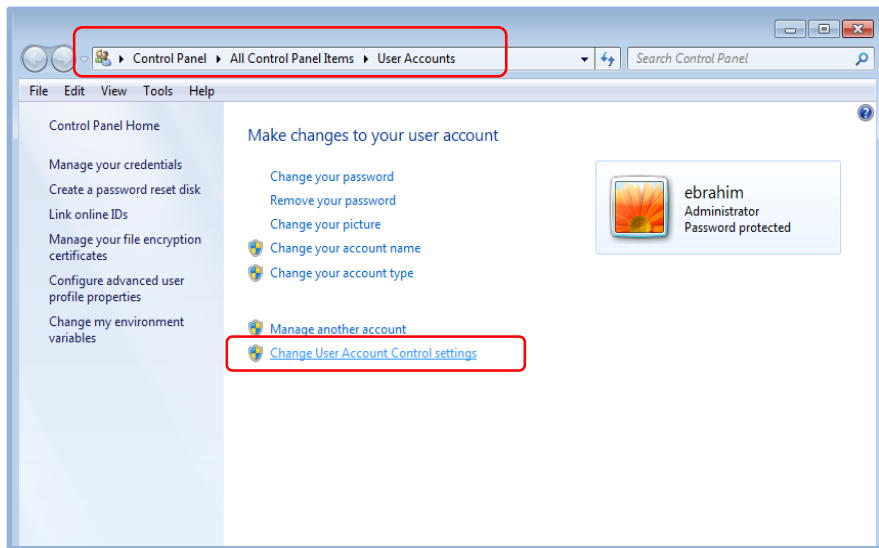 Control Panel ▸ All Control Panel Items ▸ User Accounts
Search Control Panel
File Edit View Tools Help
Control Panel Home
Manage your credentials
Create a password reset disk
Link online IDs
Manage your file encryption
certificates
Configure advanced user
profile properties
Change my environment
variables
Make changes to your user account
Change your password
Remove your password
Change your picture
Change your account name
Change your account type
Manage another account
Change User Account Control settings
ebrahim
Administrator
Password protected